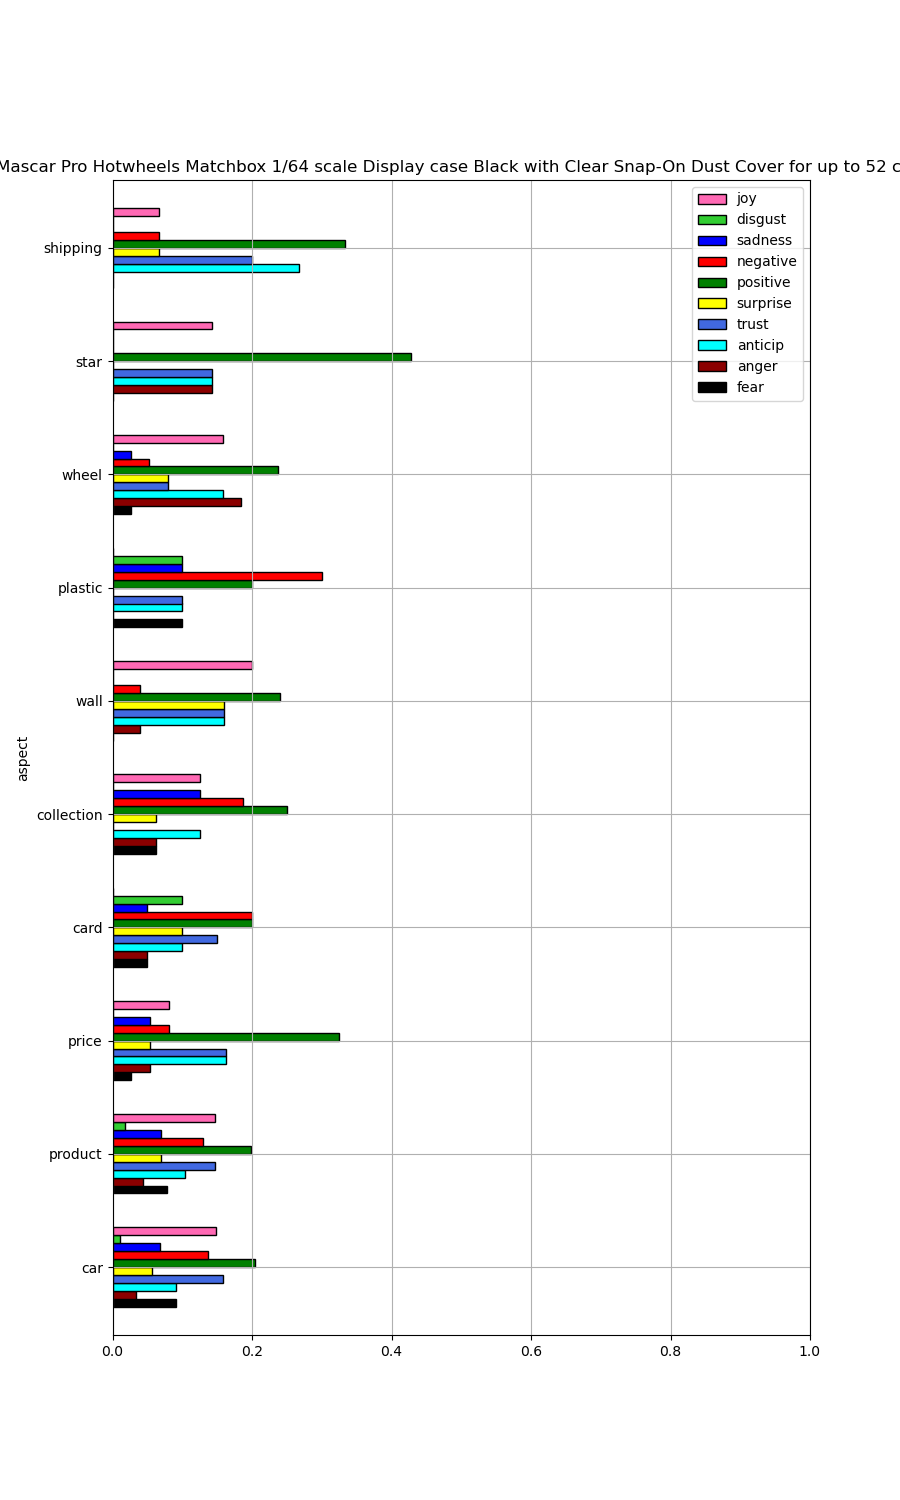 Mascar Pro Hotwheels Matchbox 1/64 scale Display case Black with Clear Snap-On Dust Cover for up to 52 c
joy
disgust
sadness
negative
positive
surprise
trust
anticip
anger
fear
shipping
star
wheel
plastic
wall
collection
card
price
product
car
aspect
0.0 0.2 0.4 0.6 0.8 1.0